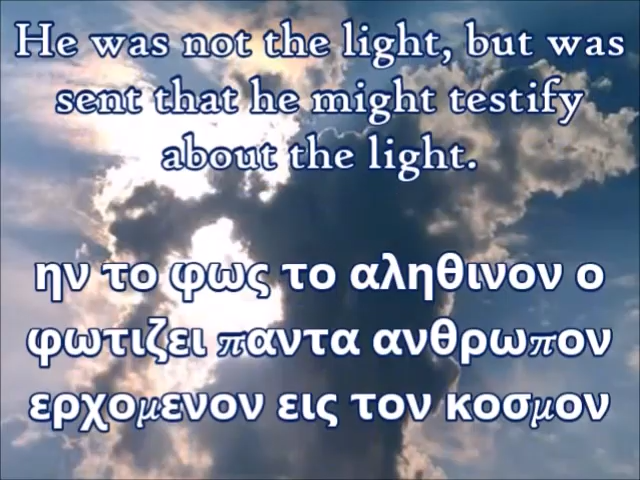 He was not the light, but was
sent that he might testify
about the light.
ην το φως το αληθινον ο
φωτιζει παντα ανθρωπον
ερχομενον εις τον κοσμον